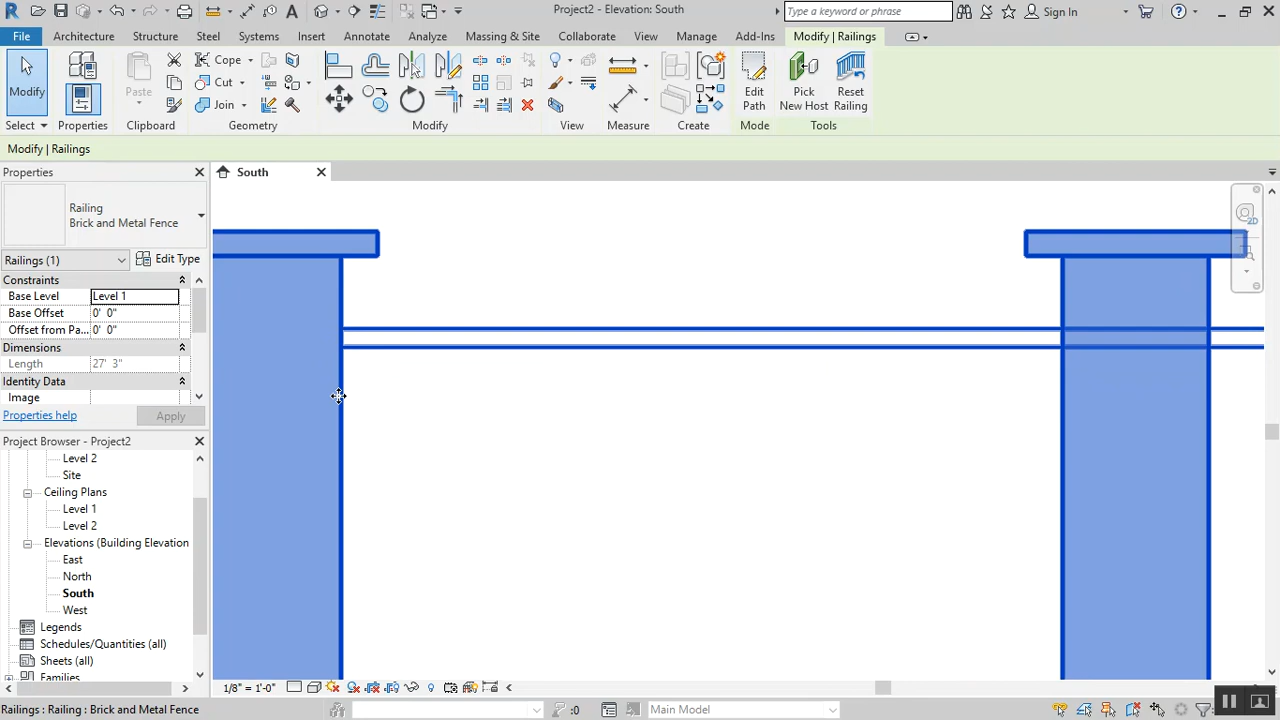 Project2 - Elevation: South
Type a keyword or phrase
Sign In
File
Architecture
Structure
Steel
Systems
Insert
Annotate
Analyze
Massing & Site
Collaborate
View
Manage
Add-Ins
Modify | Railings
Modify
Paste
Cope
Cut
Join
Edit
Path
Pick
New Host
Reset
Railing
Select
Properties
Clipboard
Geometry
Modify
View
Measure
Create
Mode
Tools
Modify | Railings
Properties
South
Railing
Brick and Metal Fence
Railings (1)
Edit Type
Constraints
Base Level
Level 1
Base Offset
0' 0"
Offset from Pa...
0' 0"
Dimensions
Length
27' 3"
Identity Data
Image
Properties help
Apply
Project Browser - Project2
Level 2
Site
Ceiling Plans
Level 1
Level 2
Elevations (Building Elevation
East
North
South
West
Legends
Schedules/Quantities (all)
Sheets (all)
Families
2D
1/8" = 1'-0"
Railings : Railing : Brick and Metal Fence
:0
Main Model